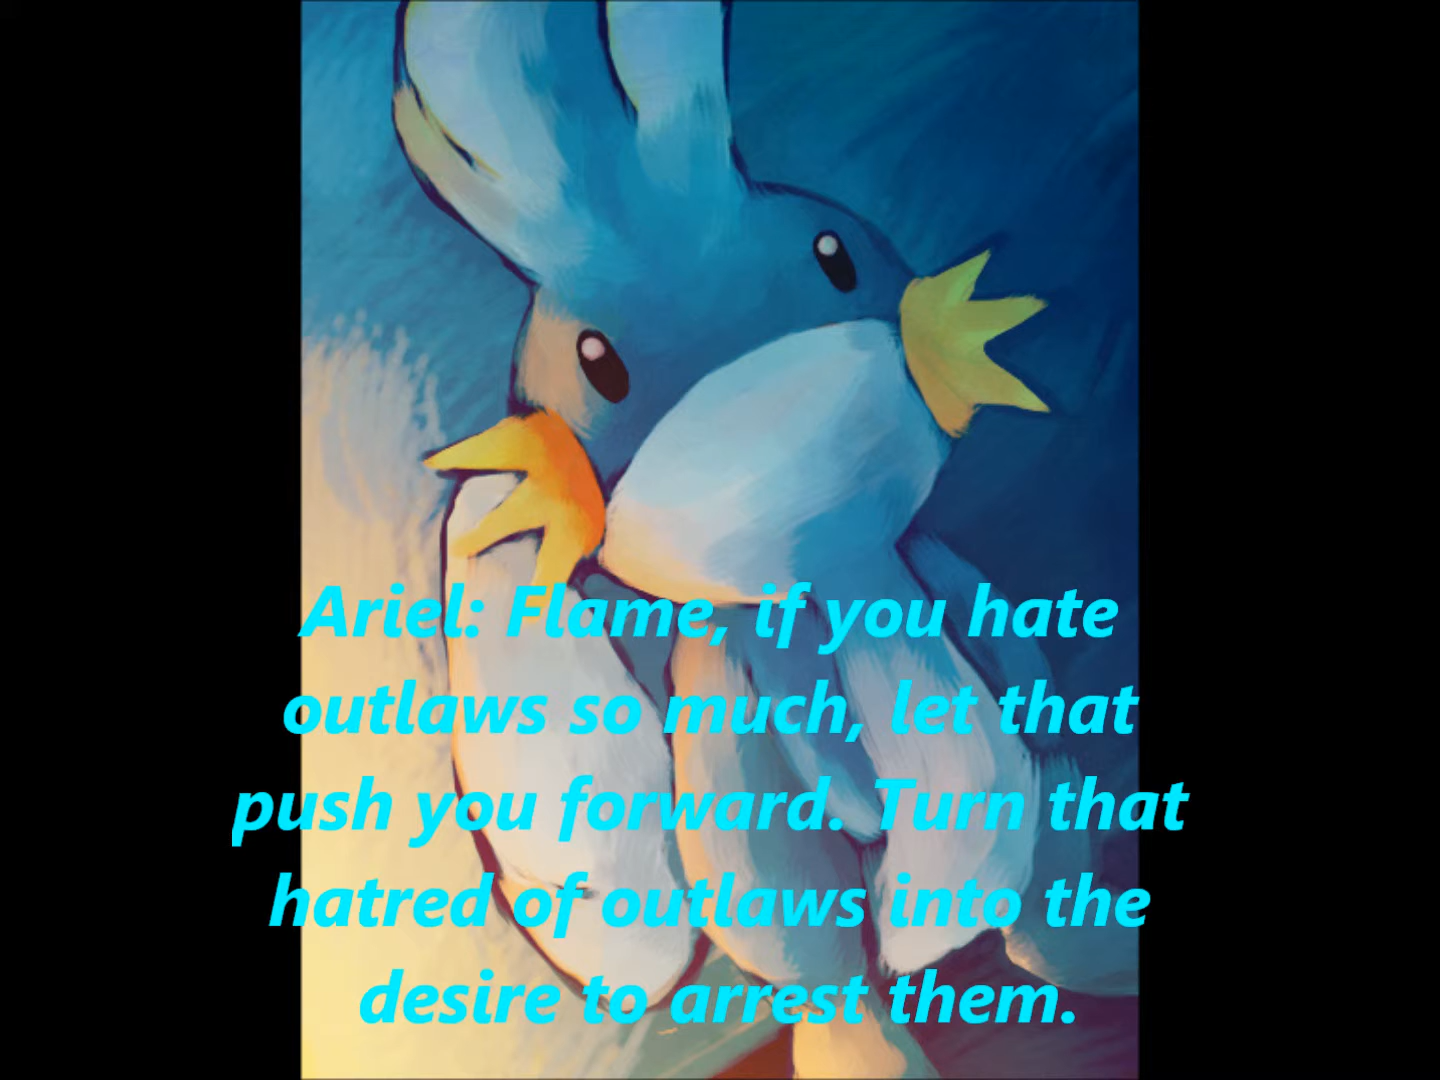 Ariel: Flame, if you hate
outlaws so much, let that
push you forward. Turn that
hatred of outlaws into the
desire to arrest them.